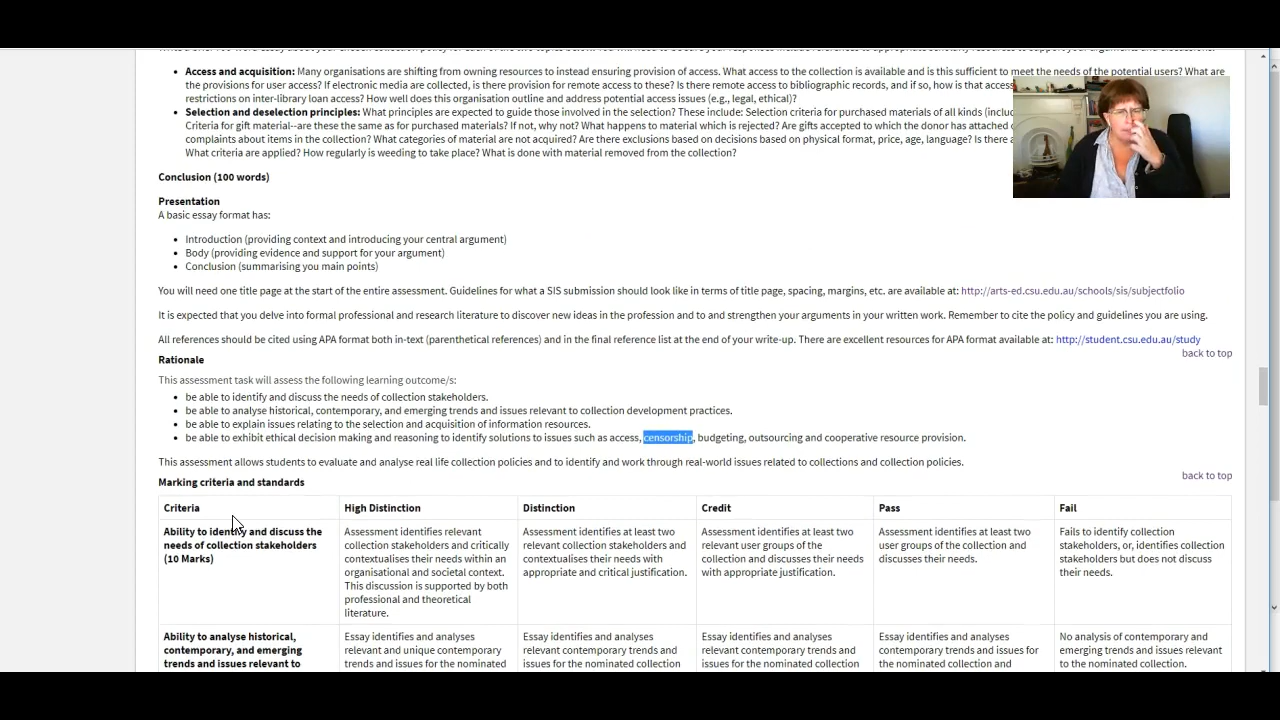 Access and acquisition: Many organisations are shifting from owning resources to instead ensuring provision of access. What access to the collection is available and is this sufficient to meet the needs of the potential users? What are
the provisions for user access? If electronic media are collected, is there provision for remote access to these? Is there remote access to bibliographic records, and if so, how is that access
restrictions on inter-library loan access? How well does this organisation outline and address potential access issues (e.g., legal, ethical)?
Selection and deselection principles: What principles are expected to guide those involved in the selection? These include: Selection criteria for purchased materials of all kinds
Criteria for gift material--are these the same as for purchased materials? If not, why not? What happens to material which is rejected? Are gifts accepted to which the donor has attached
complaints about items in the collection? What categories of material are not acquired? Are there exclusions based on decisions based on physical format, price, age, language? Is there
What criteria are applied? How regularly is weeding to take place? What is done with material removed from the collection?
Conclusion (100 words)
Presentation
A basic essay format has:
Introduction (providing context and introducing your central argument)
Body (providing evidence and support for your argument)
Conclusion (summarising you main points)
You will need one title page at the start of the entire assessment. Guidelines for what a SIS submission should look like in terms of title page, spacing, margins, etc. are available at: http://arts-ed.csu.edu.au/schools/sis/subjectfolio
It is expected that you delve into formal professional and research literature to discover new ideas in the profession and to and strengthen your arguments in your written work. Remember to cite the policy and guidelines you are using.
All references should be cited using APA format both in-text (parenthetical references) and in the final reference list at the end of your write-up. There are excellent resources for APA format available at: http://student.csu.edu.au/study
back to top
Rationale
This assessment task will assess the following learning outcome/s:
be able to identify and discuss the needs of collection stakeholders.
be able to analyse historical, contemporary, and emerging trends and issues relevant to collection development practices.
be able to explain issues relating to the selection and acquisition of information resources.
be able to exhibit ethical decision making and reasoning to identify solutions to issues such as access, censorship, budgeting, outsourcing and cooperative resource provision.
This assessment allows students to evaluate and analyse real life collection policies and to identify and work through real-world issues related to collections and collection policies.
back to top
Marking criteria and standards
Criteria
High Distinction
Distinction
Credit
Pass
Fail
Ability to identify and discuss the
needs of collection stakeholders
(10 Marks)
Assessment identifies relevant
collection stakeholders and critically
contextualises their needs within an
organisational and societal context.
This discussion is supported by both
professional and theoretical
literature.
Assessment identifies at least two
relevant collection stakeholders and
contextualises their needs with
appropriate and critical justification.
Assessment identifies at least two
relevant user groups of the
collection and discusses their needs
with appropriate justification.
Assessment identifies at least two
user groups of the collection and
discusses their needs.
Fails to identify collection
stakeholders, or, identifies collection
stakeholders but does not discuss
their needs.
Ability to analyse historical,
contemporary, and emerging
trends and issues relevant to
Essay identifies and analyses
relevant and unique contemporary
trends and issues for the nominated
Essay identifies and analyses
relevant contemporary trends and
issues for the nominated collection
Essay identifies and analyses
relevant contemporary trends and
issues for the nominated collection
Essay identifies and analyses
relevant contemporary trends and issues for
the nominated collection and
No analysis of contemporary and
emerging trends and issues relevant
to the nominated collection.